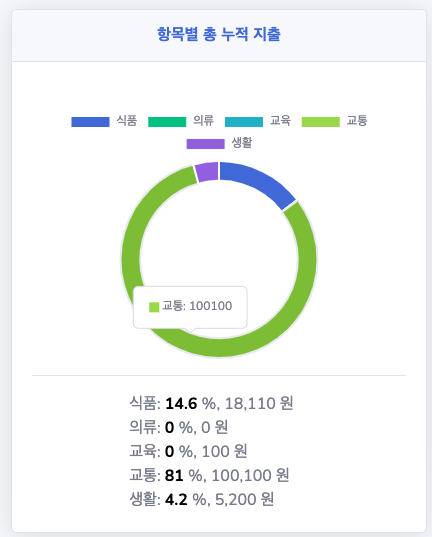 항목별 총 누적 지출
식품 의류 교육 교통
생활
교통: 100100
식품: 14.6 %, 18,110 원
의류: 0 %, 0 원
교육: 0 %, 100 원
교통: 81 %, 100,100 원
생활: 4.2 %, 5,200 원